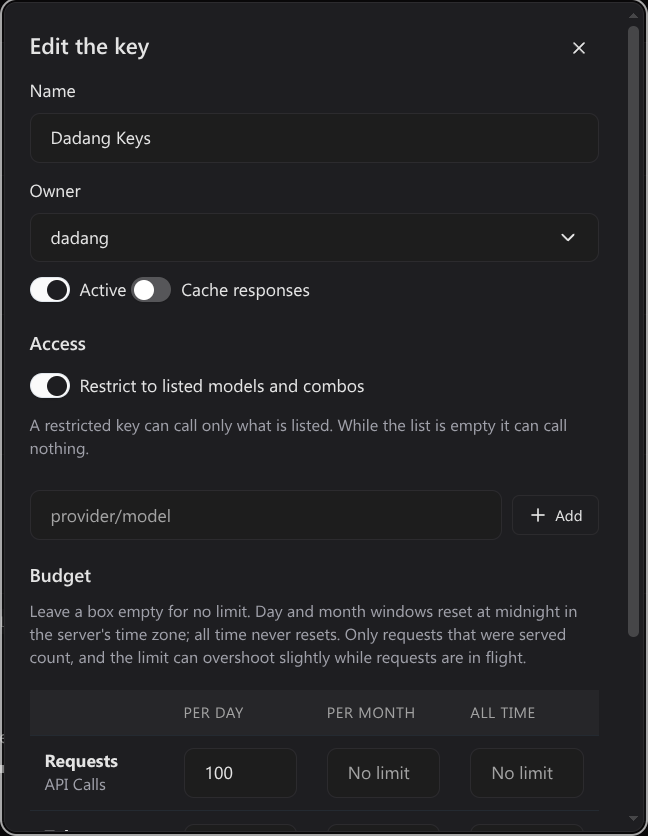 Edit the key
Name
Dadang Keys
Owner
dadang
Active
Cache responses
Access
Restrict to listed models and combos
A restricted key can call only what is listed. While the list is empty it can call
nothing.
provider/model
Add
Budget
Leave a box empty for no limit. Day and month windows reset at midnight in
the server's time zone; all time never resets. Only requests that were served
count, and the limit can overshoot slightly while requests are in flight.
PER DAY PER MONTH ALL TIME
Requests
API Calls
100 No limit No limit